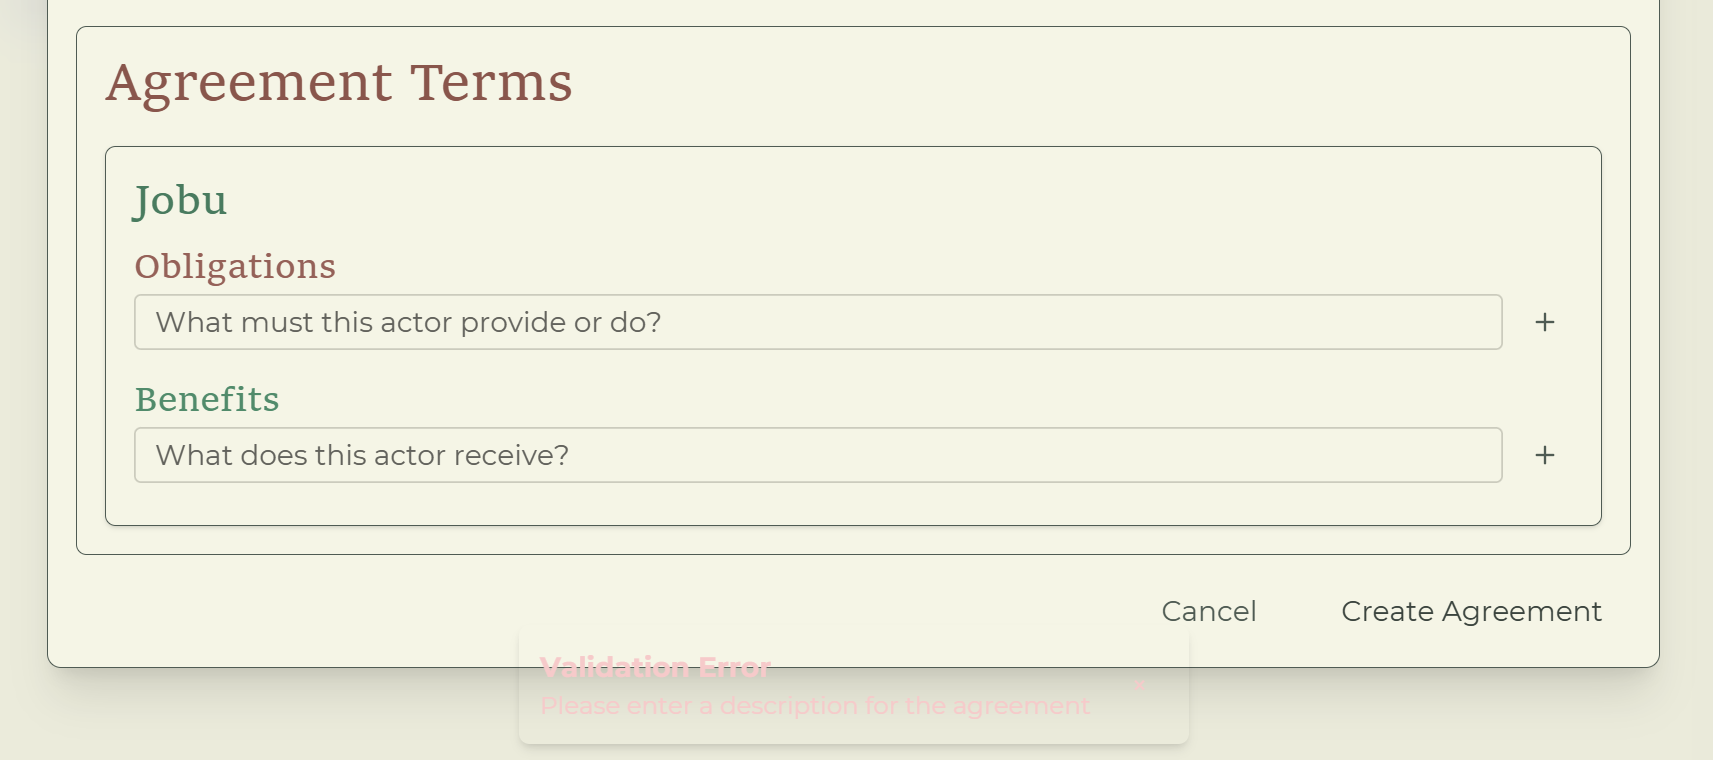 Agreement Terms
Jobu
Obligations
What must this actor provide or do?
+
Benefits
What does this actor receive?
+
Cancel Create Agreement
Validation Error
Please enter a description for the agreement